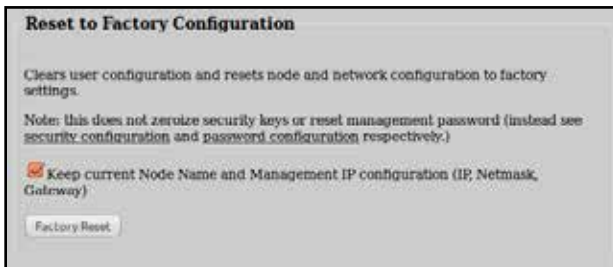 Reset to Factory Configuration
Clears user configuration and resets node and network configuration to factory
settings.
Note: this does not zeroize security keys or reset management password (instead see
security configuration and password configuration respectively.)
Keep current Node Name and Management IP configuration (IP, Netmask,
Gateway)
Factory Reset